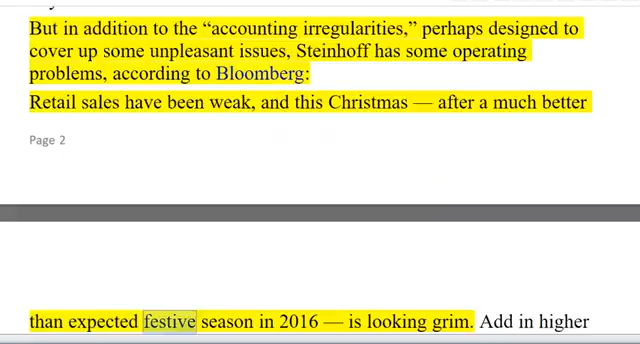 But in addition to the “accounting irregularities,” perhaps designed to
cover up some unpleasant issues, Steinhoff has some operating
problems, according to Bloomberg:
Retail sales have been weak, and this Christmas — after a much better
Page 2
than expected festive season in 2016 — is looking grim. Add in higher